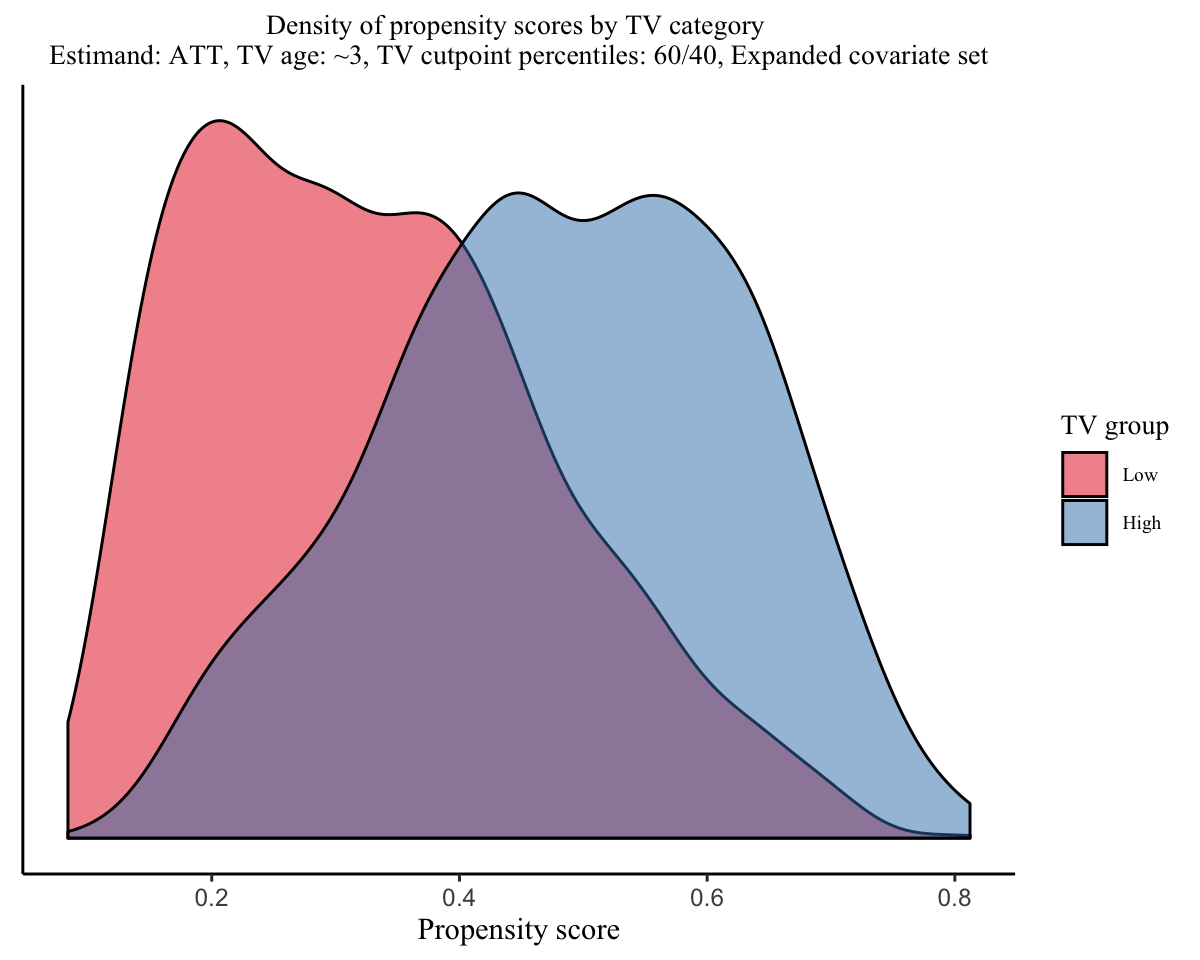 Density of propensity scores by TV category
Estimand: ATT, TV age: ~3, TV cutpoint percentiles: 60/40, Expanded covariate set
TV group
Low
High
0.2 0.4 0.6 0.8
Propensity score